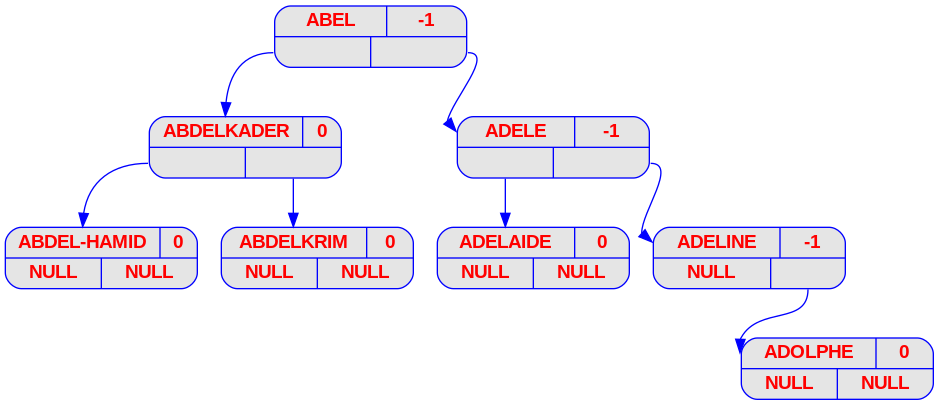 ABEL -1
ABDELKADER 0
ADELE -1
ABDEL-HAMID 0
NULL NULL
ABDELKRIM 0
NULL NULL
ADELAIDE 0
NULL NULL
ADELINE -1
NULL
ADOLPHE 0
NULL NULL